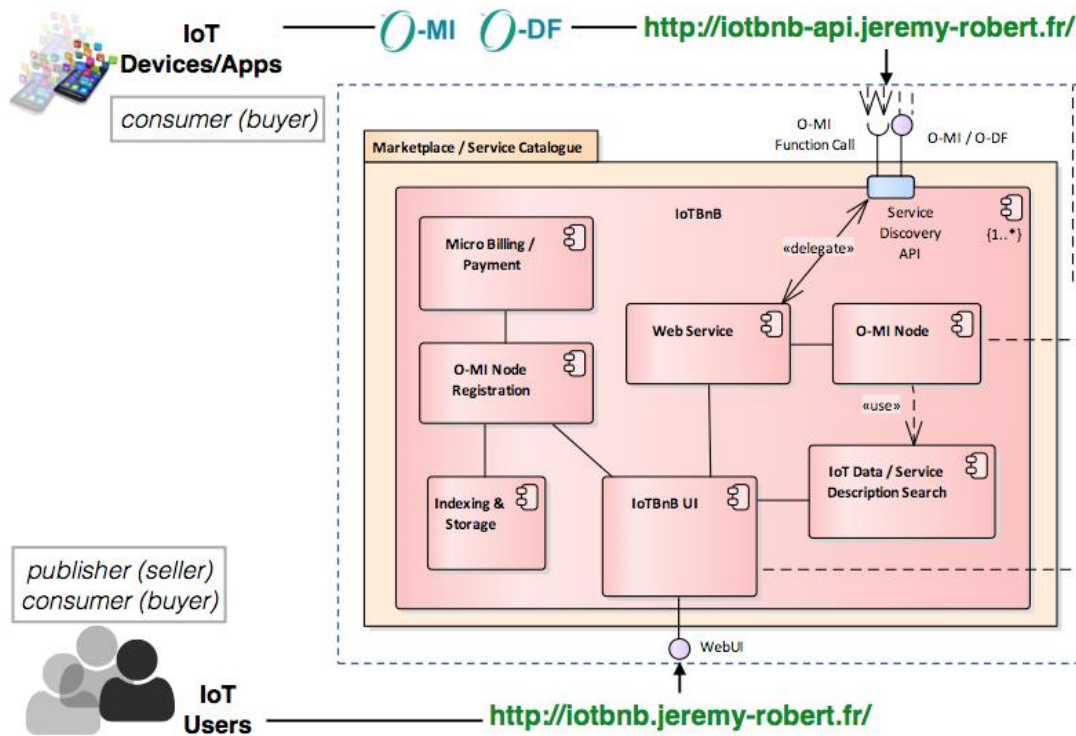 IoT
Devices/Apps
O-MI O-DF
http://iotbnb-api.jeremy-robert.fr/
consumer (buyer)
O-MI
Function Call
O-MI / O-DF
Marketplace / Service Catalogue
IoTBnB
Service
Discovery
API
{1..*}
Micro Billing /
Payment
«delegate»
Web Service
O-MI Node
O-MI Node
Registration
«use»
IoT Data / Service
Description Search
Indexing &
Storage
IoTBnB UI
publisher (seller)
consumer (buyer)
WebUI
IoT
Users
http://iotbnb.jeremy-robert.fr/